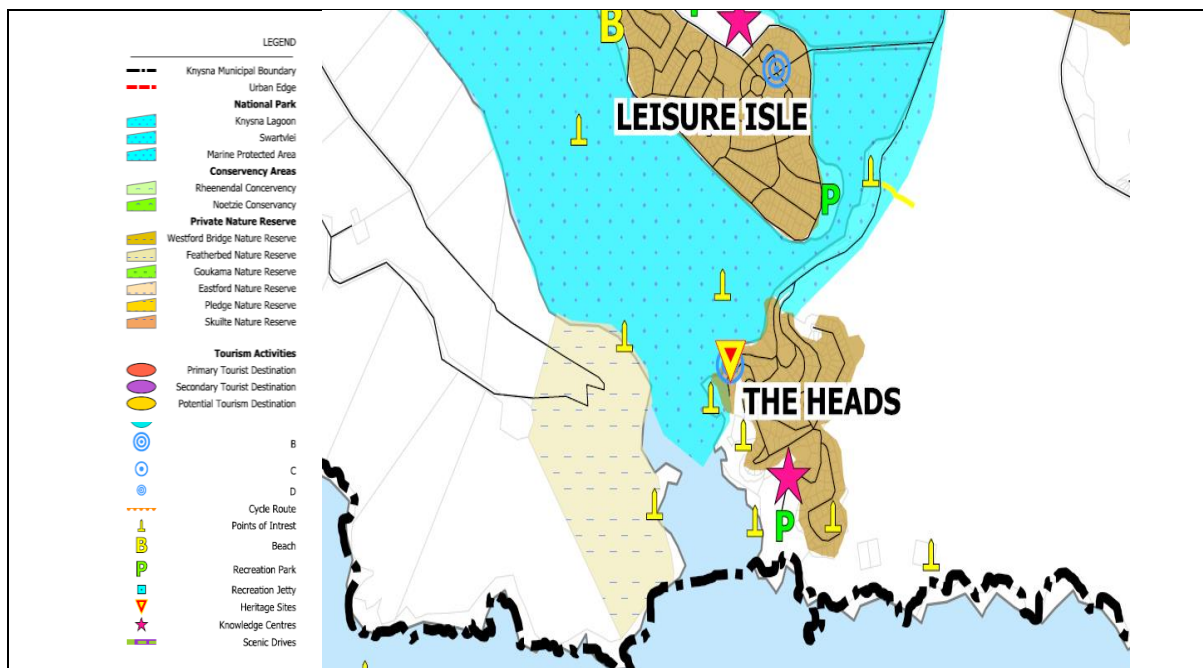 LEGEND
Knysna Municipal Boundary
Urban Edge
National Park
Knysna Lagoon
Swartvlei
Marine Protected Area
Conservency Areas
Rheenendal Concervency
Noetzie Conservancy
Private Nature Reserve
Westford Bridge Nature Reserve
Featherbed Nature Reserve
Goukama Nature Reserve
Eastford Nature Reserve
Pledge Nature Reserve
Skuilte Nature Reserve
Tourism Activities
Primary Tourist Destination
Secondary Tourist Destination
Potential Tourism Destination
B
C
D
Cycle Route
Points of Intrest
B Beach
P Recreation Park
Recreation Jetty
Heritage Sites
Knowledge Centres
Scenic Drives
B
LEISURE ISLE
P
THE HEADS
P